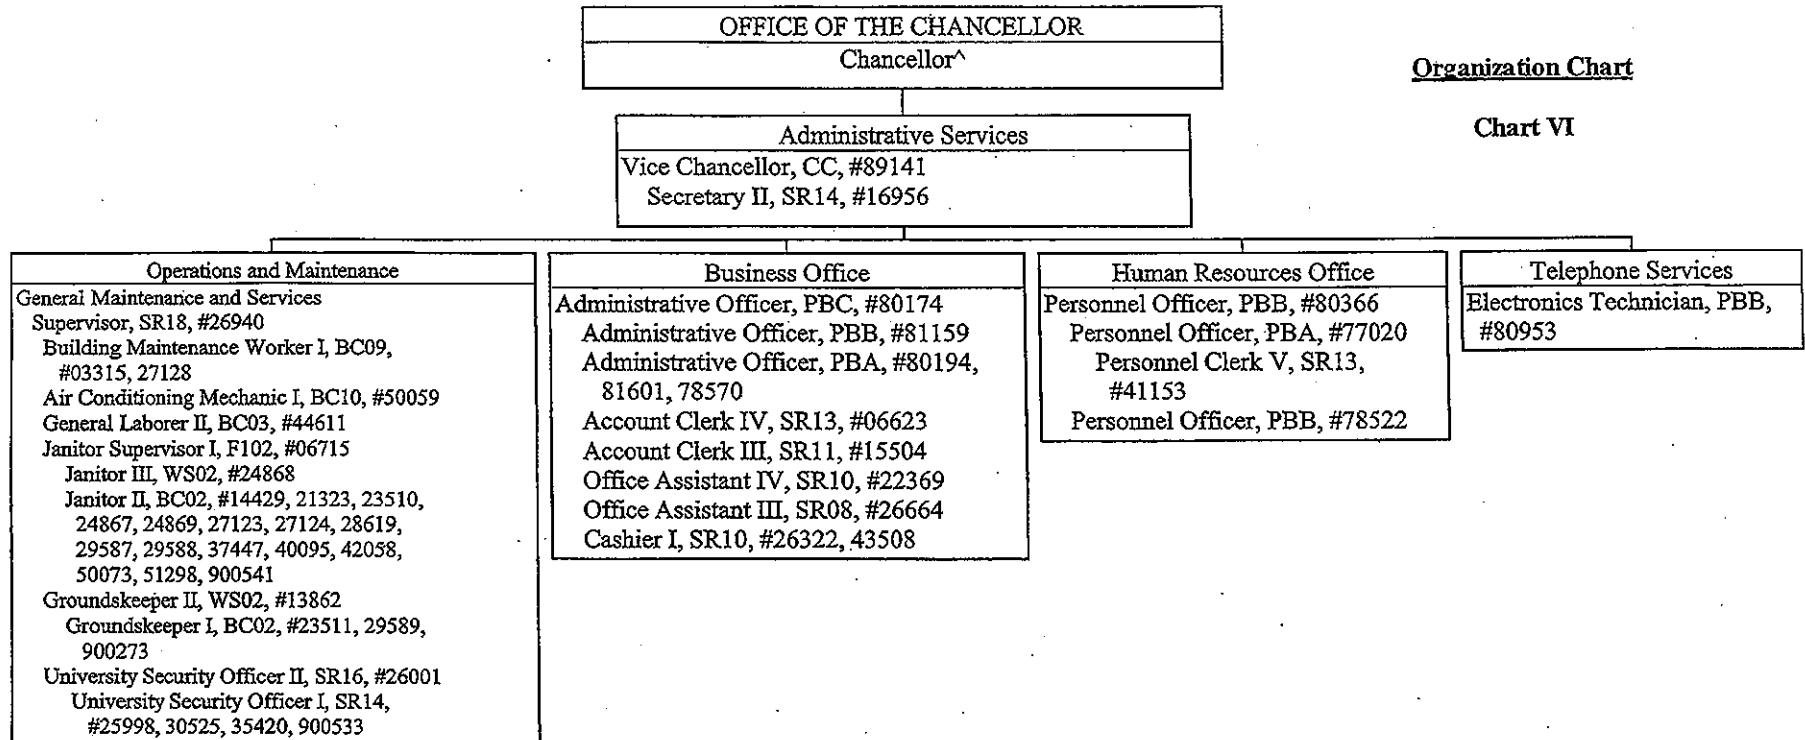 OFFICE OF THE CHANCELLOR
Chancellor^
Organization Chart
Chart VI
Administrative Services
Vice Chancellor, CC, #89141
Secretary II, SR14, #16956
Operations and Maintenance
General Maintenance and Services
Supervisor, SR18, #26940
Building Maintenance Worker I, BC09,
#03315, 27128
Air Conditioning Mechanic I, BC10, #50059
General Laborer II, BC03, #44611
Janitor Supervisor I, F102, #06715
Janitor III, WS02, #24868
Janitor II, BC02, #14429, 21323, 23510,
24867, 24869, 27123, 27124, 28619,
29587, 29588, 37447, 40095, 42058,
50073, 51298, 900541
Groundskeeper II, WS02, #13862
Groundskeeper I, BC02, #23511, 29589,
900273
University Security Officer II, SR16, #26001
University Security Officer I, SR14,
#25998, 30525, 35420, 900533
Business Office
Administrative Officer, PBC, #80174
Administrative Officer, PBB, #81159
Administrative Officer, PBA, #80194,
81601, 78570
Account Clerk IV, SR13, #06623
Account Clerk III, SR11, #15504
Office Assistant IV, SR10, #22369
Office Assistant III, SR08, #26664
Cashier I, SR10, #26322, 43508
Human Resources Office
Personnel Officer, PBB, #80366
Personnel Officer, PBA, #77020
Personnel Clerk V, SR13,
#41153
Personnel Officer, PBB, #78522
Telephone Services
Electronics Technician, PBB,
#80953